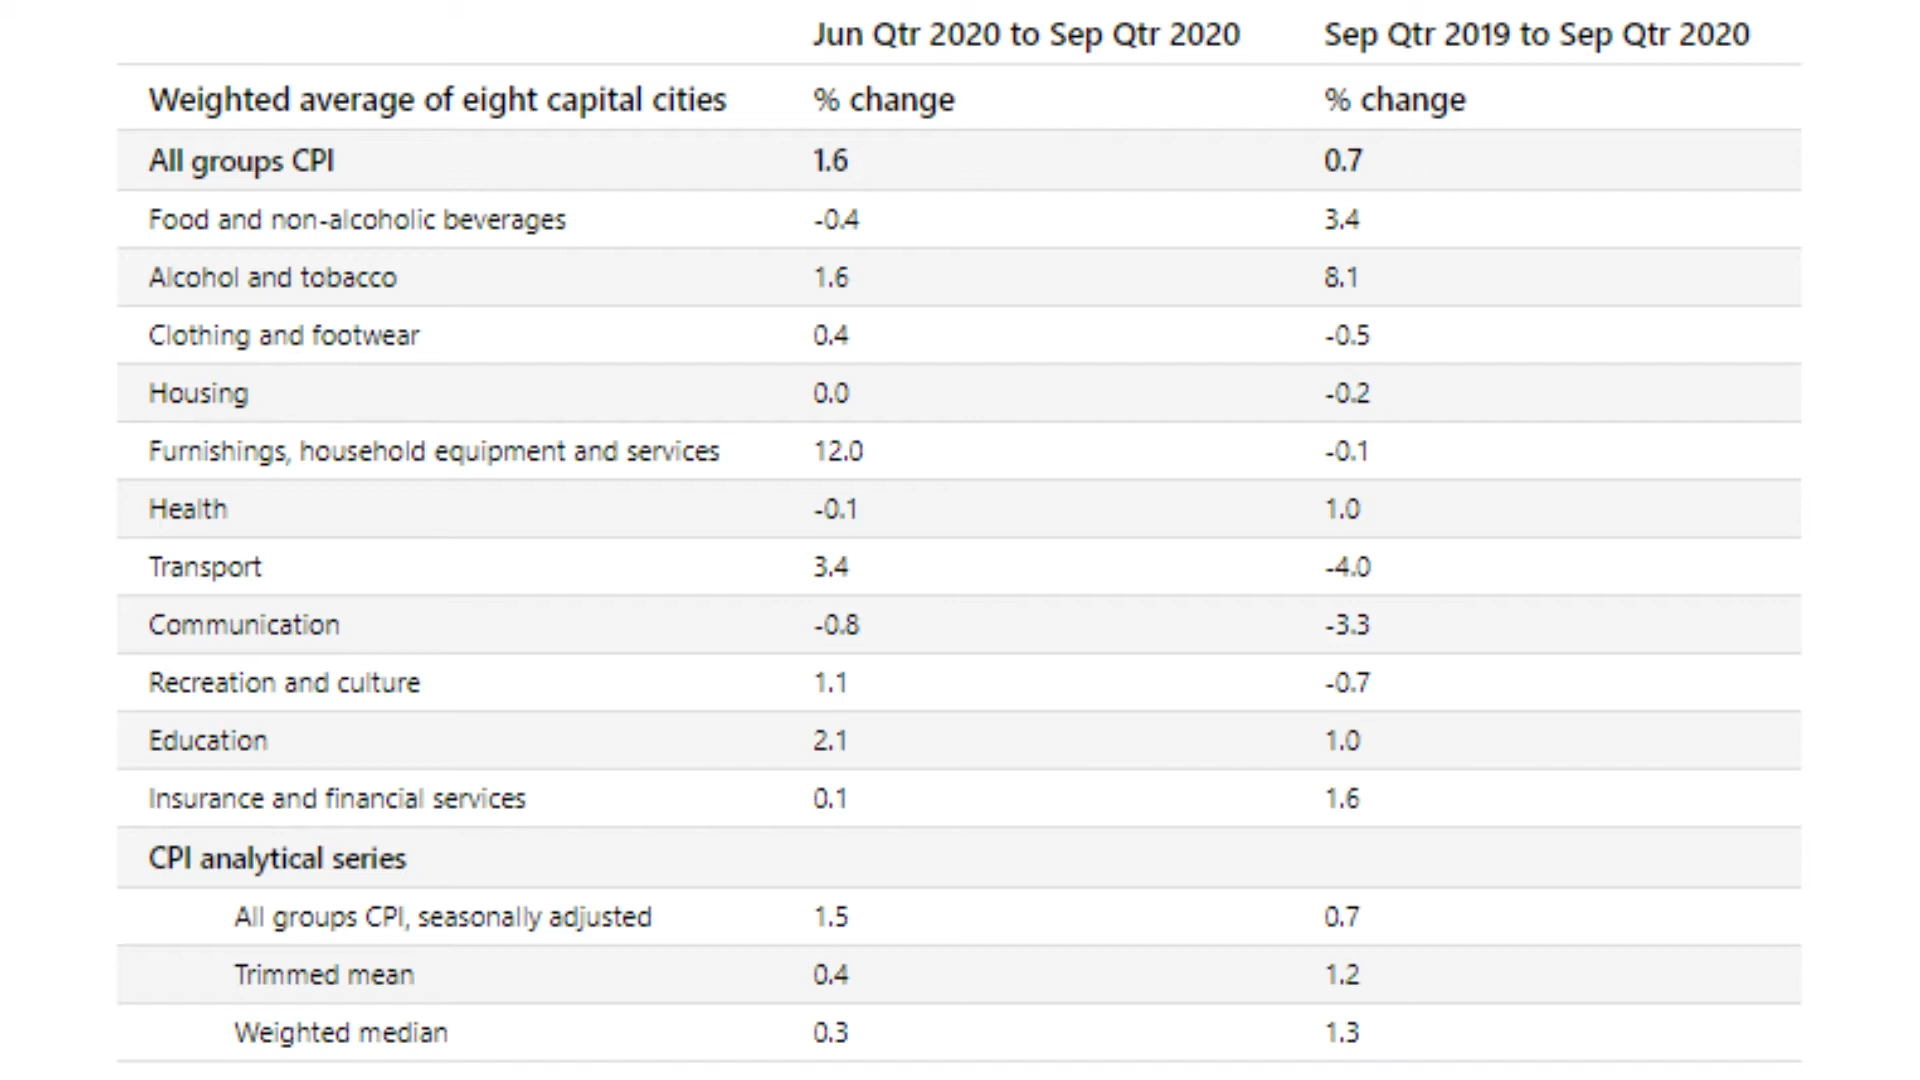 Jun Qtr 2020 to Sep Qtr 2020 Sep Qtr 2019 to Sep Qtr 2020
Weighted average of eight capital cities % change % change
All groups CPI 1.6 0.7
Food and non-alcoholic beverages -0.4 3.4
Alcohol and tobacco 1.6 8.1
Clothing and footwear 0.4 -0.5
Housing 0.0 -0.2
Furnishings, household equipment and services 12.0 -0.1
Health -0.1 1.0
Transport 3.4 -4.0
Communication -0.8 -3.3
Recreation and culture 1.1 -0.7
Education 2.1 1.0
Insurance and financial services 0.1 1.6
CPI analytical series
All groups CPI, seasonally adjusted 1.5 0.7
Trimmed mean 0.4 1.2
Weighted median 0.3 1.3